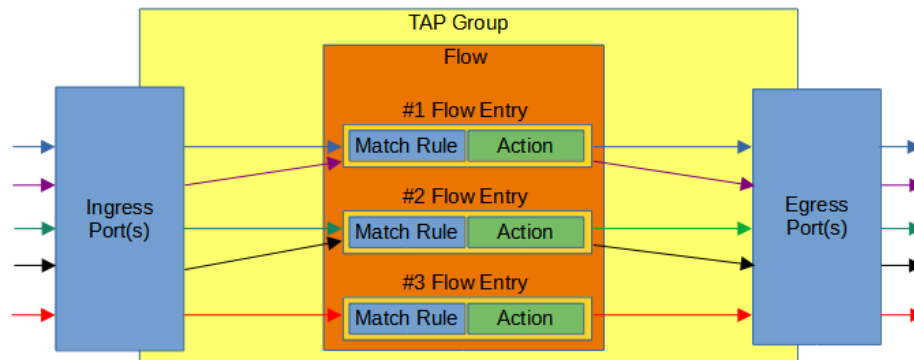 TAP Group
Flow
#1 Flow Entry
Match Rule Action
#2 Flow Entry
Match Rule Action
#3 Flow Entry
Match Rule Action
Ingress
Port(s)
Egress
Port(s)